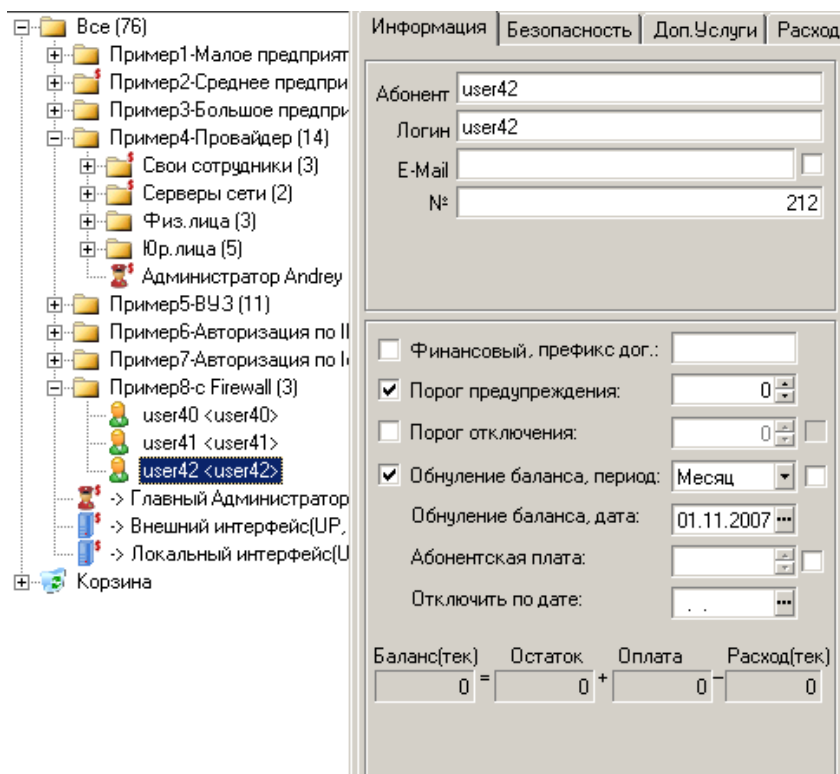 Все (76)
Пример1-Малое предприят
Пример2-Среднее предпри
Пример3-Большое предпри
Пример4-Провайдер (14)
Свои сотрудники (3)
Серверы сети (2)
Физ.лица (3)
Юр.лица (5)
Администратор Andrey
Пример5-ВУЗ (11)
Пример6-Авторизация по I
Пример7-Авторизация по I
Пример8-с Firewall (3)
user40 <user40>
user41 <user41>
user42 <user42>
-> Главный Администратор
-> Внешний интерфейс(UP,
-> Локальный интерфейс(U
Корзина
Информация Безопасность Доп.Услуги Расход
Абонент user42
Логин user42
E-Mail
№ 212
Финансовый, префикс дог.:
Порог предупреждения: 0
Порог отключения: 0
Обнуление баланса, период: Месяц
Обнуление баланса, дата: 01.11.2007 ...
Абонентская плата:
Отключить по дате: . . ...
Баланс(тек) Остаток Оплата Расход(тек)
0 = 0 + 0 - 0